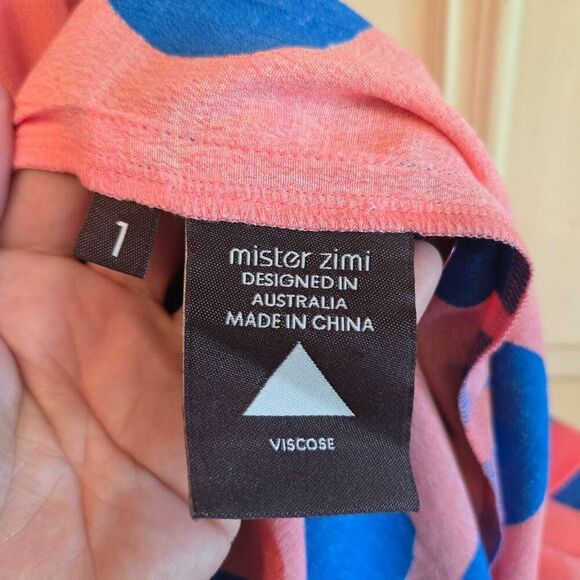 1
mister zimi
DESIGNED IN
AUSTRALIA
MADE IN CHINA
VISCOSE